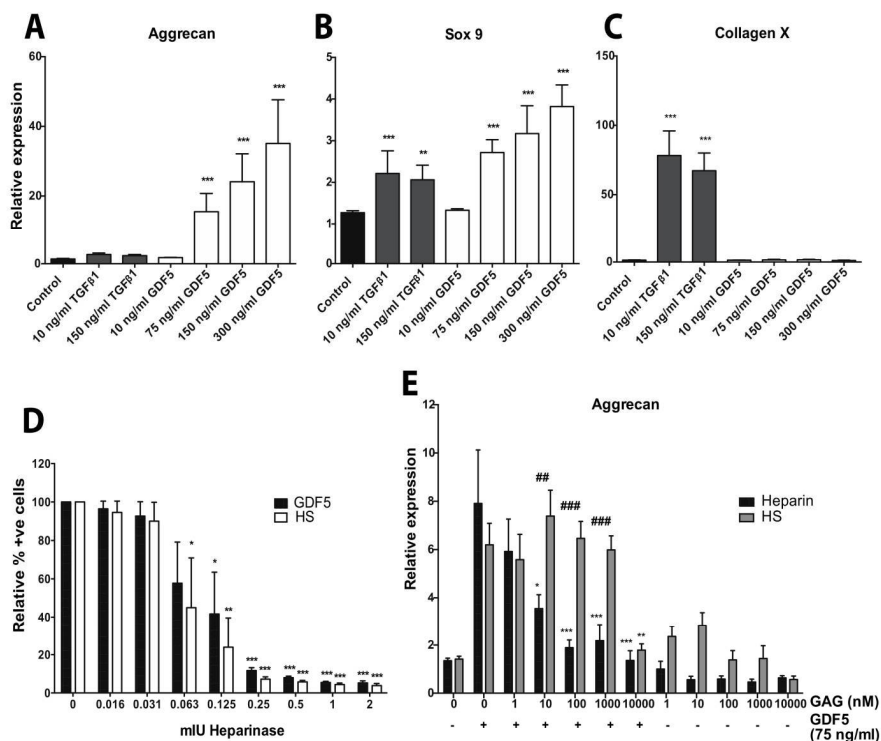 A
Aggrecan
Relative expression
60
40
20
0
***
***
***
Control
10 ng/ml TGFβ1
150 ng/ml TGFβ1
10 ng/ml GDF5
75 ng/ml GDF5
150 ng/ml GDF5
300 ng/ml GDF5
B
Sox 9
5
4
3
2
1
0
***
**
***
***
***
Control
10 ng/ml TGFβ1
150 ng/ml TGFβ1
10 ng/ml GDF5
75 ng/ml GDF5
150 ng/ml GDF5
300 ng/ml GDF5
C
Collagen X
150
100
50
0
***
***
Control
10 ng/ml TGFβ1
150 ng/ml TGFβ1
10 ng/ml GDF5
75 ng/ml GDF5
150 ng/ml GDF5
300 ng/ml GDF5
D
Relative % +ve cells
120
100
80
60
40
20
0
GDF5
HS
*
*
**
***
***
***
***
***
***
***
***
0 0.016 0.031 0.063 0.125 0.25 0.5 1 2
mIU Heparinase
E
Aggrecan
Relative expression
12
10
8
6
4
2
0
Heparin
HS
##
###
###
*
***
***
***
**
0 0 1 10 100 1000 10000 1 10 100 1000 10000 GAG (nM)
- + + + + + + - - - - - GDF5
(75 ng/ml)